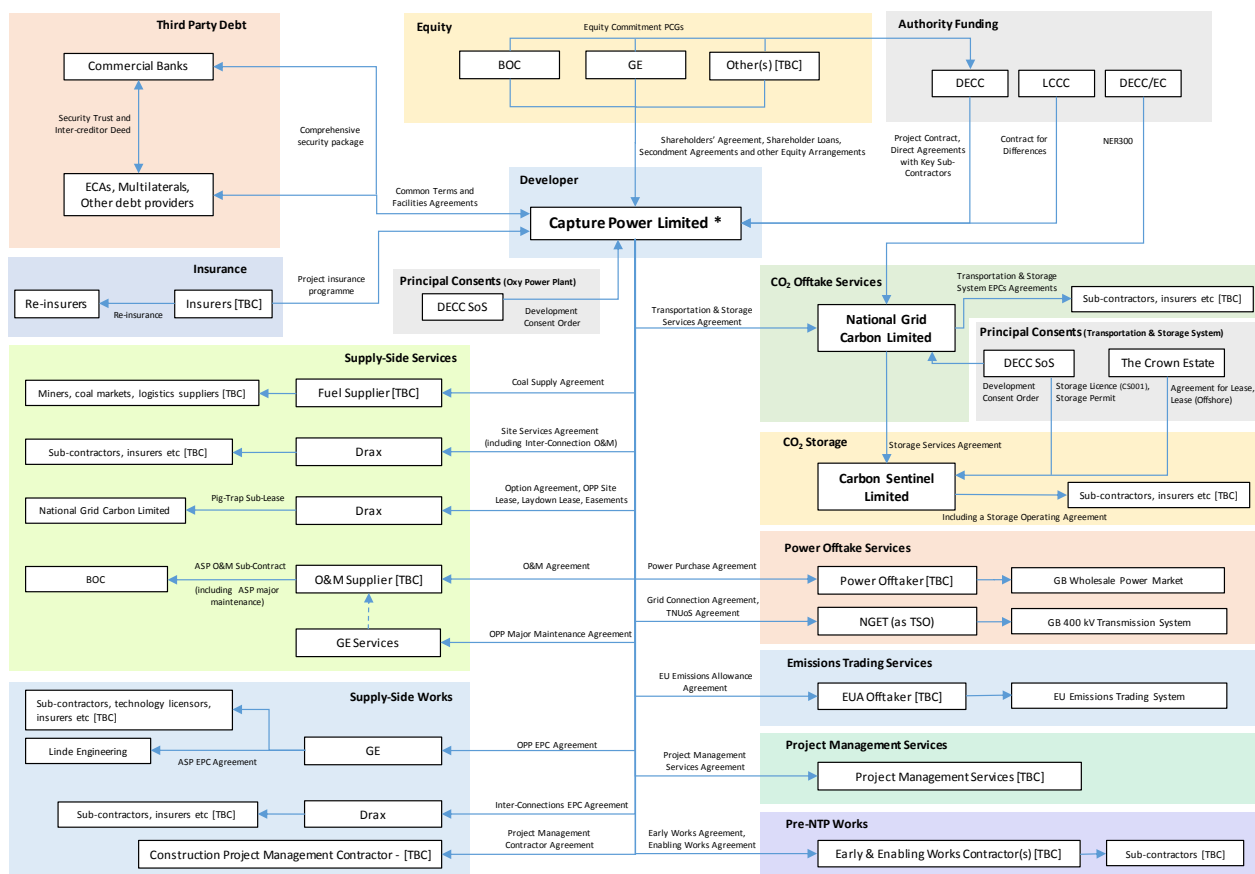 Third Party Debt
Commercial Banks
Security Trust and
Inter-creditor Deed
Comprehensive
security package
ECAs, Multilaterals,
Other debt providers
Common Terms and
Facilities Agreements
Equity
Equity Commitment PCGs
BOC
GE
Other(s) [TBC]
Shareholders' Agreement, Shareholder Loans,
Secondment Agreements and other Equity Arrangements
Authority Funding
DECC
LCCC
DECC/EC
Project Contract,
Direct Agreements
with Key Sub-
Contractors
Contract for
Differences
NER300
Developer
Capture Power Limited *
Insurance
Re-insurers
Re-insurance
Insurers [TBC]
Project insurance
programme
Principal Consents (Oxy Power Plant)
DECC SoS
Development
Consent Order
Transportation & Storage
Services Agreement
CO2 Offtake Services
Transportation & Storage
System EPCs Agreements
Sub-contractors, insurers etc [TBC]
National Grid
Carbon Limited
Principal Consents (Transportation & Storage System)
DECC SoS
The Crown Estate
Development
Consent Order
Storage Licence (CS001),
Storage Permit
Agreement for Lease,
Lease (Offshore)
CO2 Storage
Storage Services Agreement
Carbon Sentinel
Limited
Sub-contractors, insurers etc [TBC]
Including a Storage Operating Agreement
Supply-Side Services
Miners, coal markets, logistics suppliers [TBC]
Fuel Supplier [TBC]
Coal Supply Agreement
Sub-contractors, insurers etc [TBC]
Drax
Site Services Agreement
(including Inter-Connection O&M)
National Grid Carbon Limited
Pig-Trap Sub-Lease
Drax
Option Agreement, OPP Site
Lease, Laydown Lease, Easements
BOC
ASP O&M Sub-Contract
(including ASP major
maintenance)
O&M Supplier [TBC]
O&M Agreement
GE Services
OPP Major Maintenance Agreement
Power Offtake Services
Power Purchase Agreement
Power Offtaker [TBC]
GB Wholesale Power Market
Grid Connection Agreement,
TNUoS Agreement
NGET (as TSO)
GB 400 kV Transmission System
Emissions Trading Services
EU Emissions Allowance
Agreement
EUA Offtaker [TBC]
EU Emissions Trading System
Supply-Side Works
Sub-contractors, technology licensors,
insurers etc [TBC]
Linde Engineering
ASP EPC Agreement
GE
OPP EPC Agreement
Sub-contractors, insurers etc [TBC]
Drax
Inter-Connections EPC Agreement
Construction Project Management Contractor - [TBC]
Project Management
Contractor Agreement
Project Management Services
Project Management
Services Agreement
Project Management Services [TBC]
Pre-NTP Works
Early Works Agreement,
Enabling Works Agreement
Early & Enabling Works Contractor(s) [TBC]
Sub-contractors [TBC]